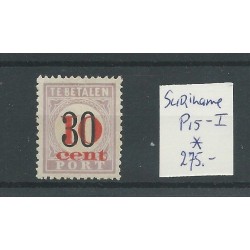 TE BETALEN
30
cent
PORT
Suriname
P15-I
*
275.-